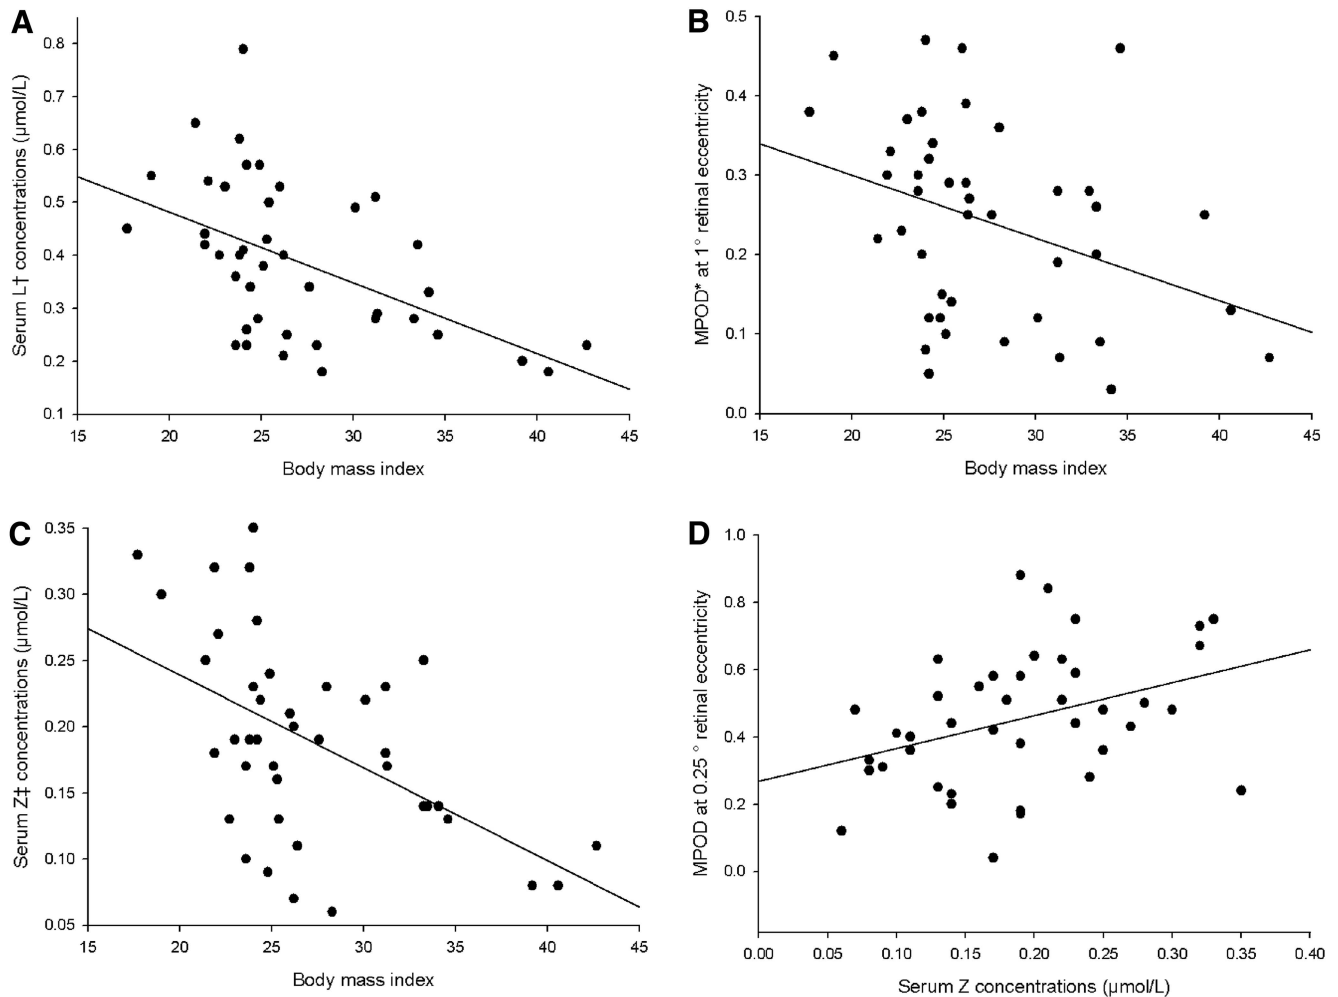 A
Serum L† concentrations (µmol/L)
0.8
0.7
0.6
0.5
0.4
0.3
0.2
0.1
15 20 25 30 35 40 45
Body mass index
B
MPOD* at 1° retinal eccentricity
0.5
0.4
0.3
0.2
0.1
0.0
15 20 25 30 35 40 45
Body mass index
C
Serum Z‡ concentrations (µmol/L)
0.35
0.30
0.25
0.20
0.15
0.10
0.05
15 20 25 30 35 40 45
Body mass index
D
MPOD at 0.25 ° retinal eccentricity
1.0
0.8
0.6
0.4
0.2
0.0
0.00 0.05 0.10 0.15 0.20 0.25 0.30 0.35 0.40
Serum Z concentrations (µmol/L)